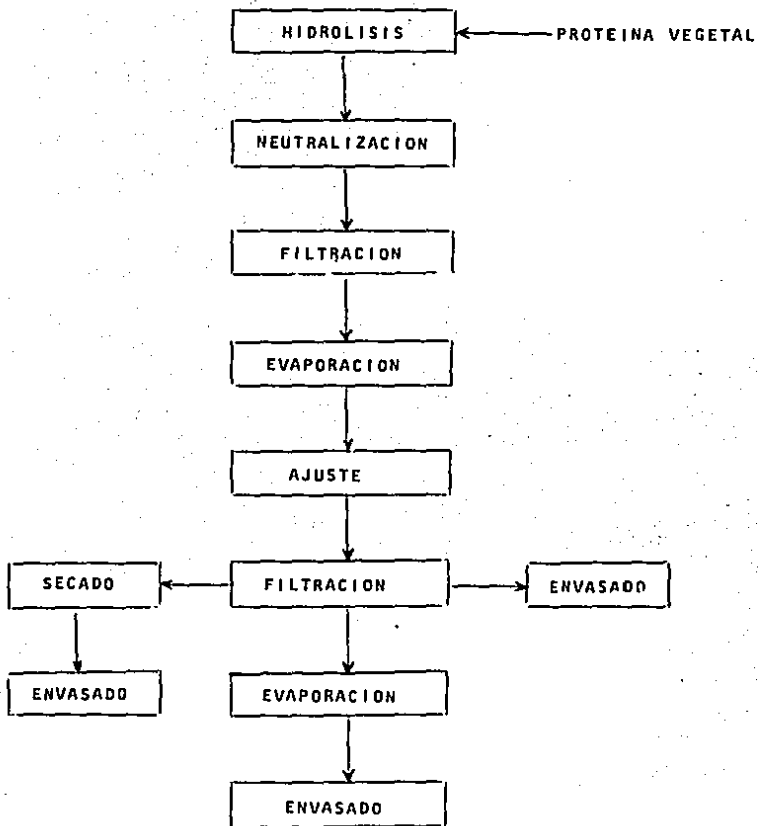 HIDROLISIS
PROTEINA VEGETAL
NEUTRALIZACION
FILTRACION
EVAPORACION
AJUSTE
SECADO
FILTRACION
ENVASADO
ENVASADO
EVAPORACION
ENVASADO